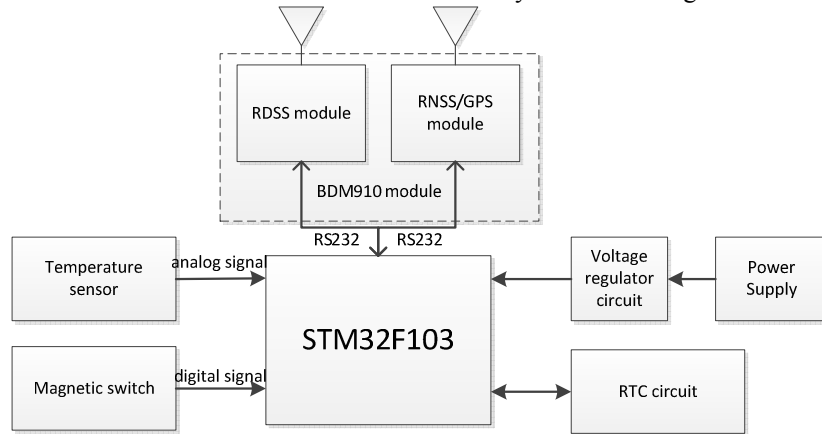 RDSS module
RNSS/GPS
module
BDM910 module
RS232
RS232
Temperature
sensor
analog signal
Voltage
regulator
circuit
Power
Supply
STM32F103
Magnetic switch
digital signal
RTC circuit